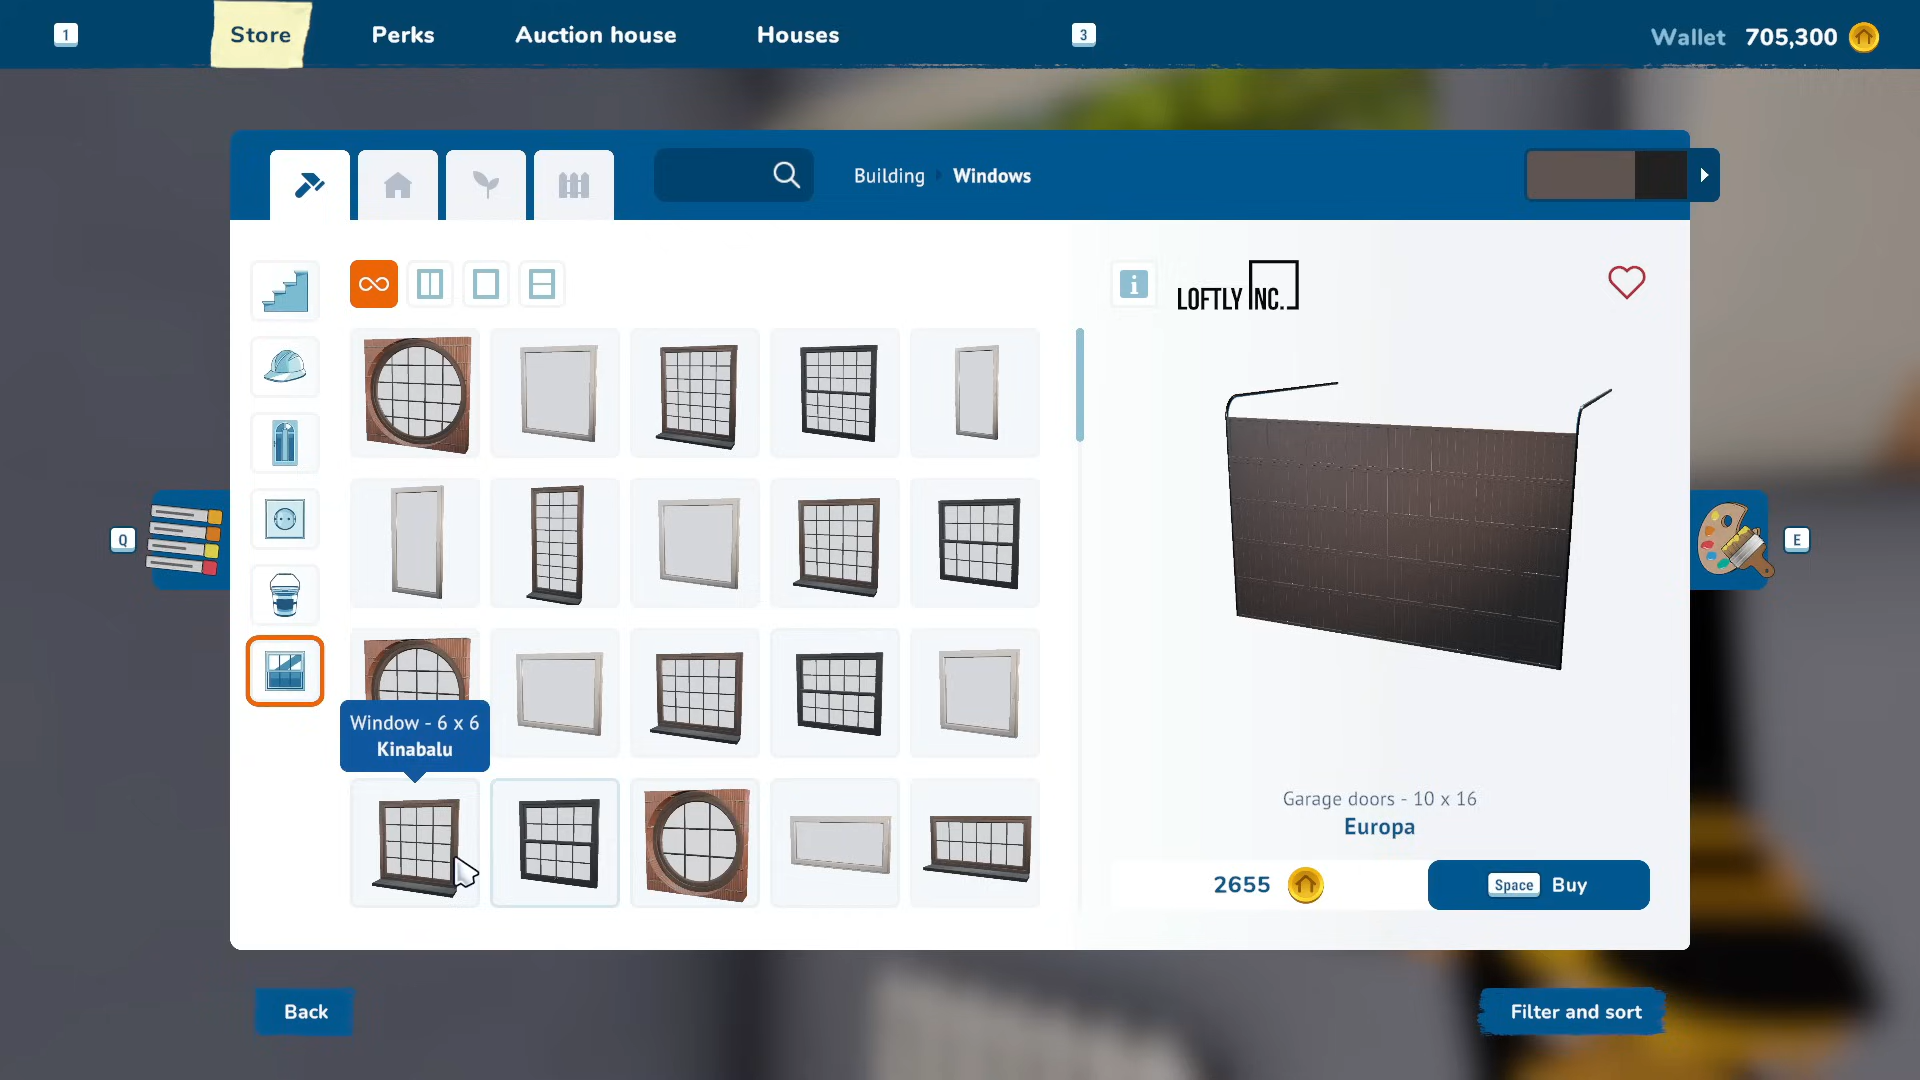 1
Store
Perks
Auction house
Houses
3
Wallet 705,300
Building Windows
i
LOFTLY INC.
Q
E
Window - 6 x 6
Kinabalu
Garage doors - 10 x 16
Europa
2655
Space Buy
Back
Filter and sort